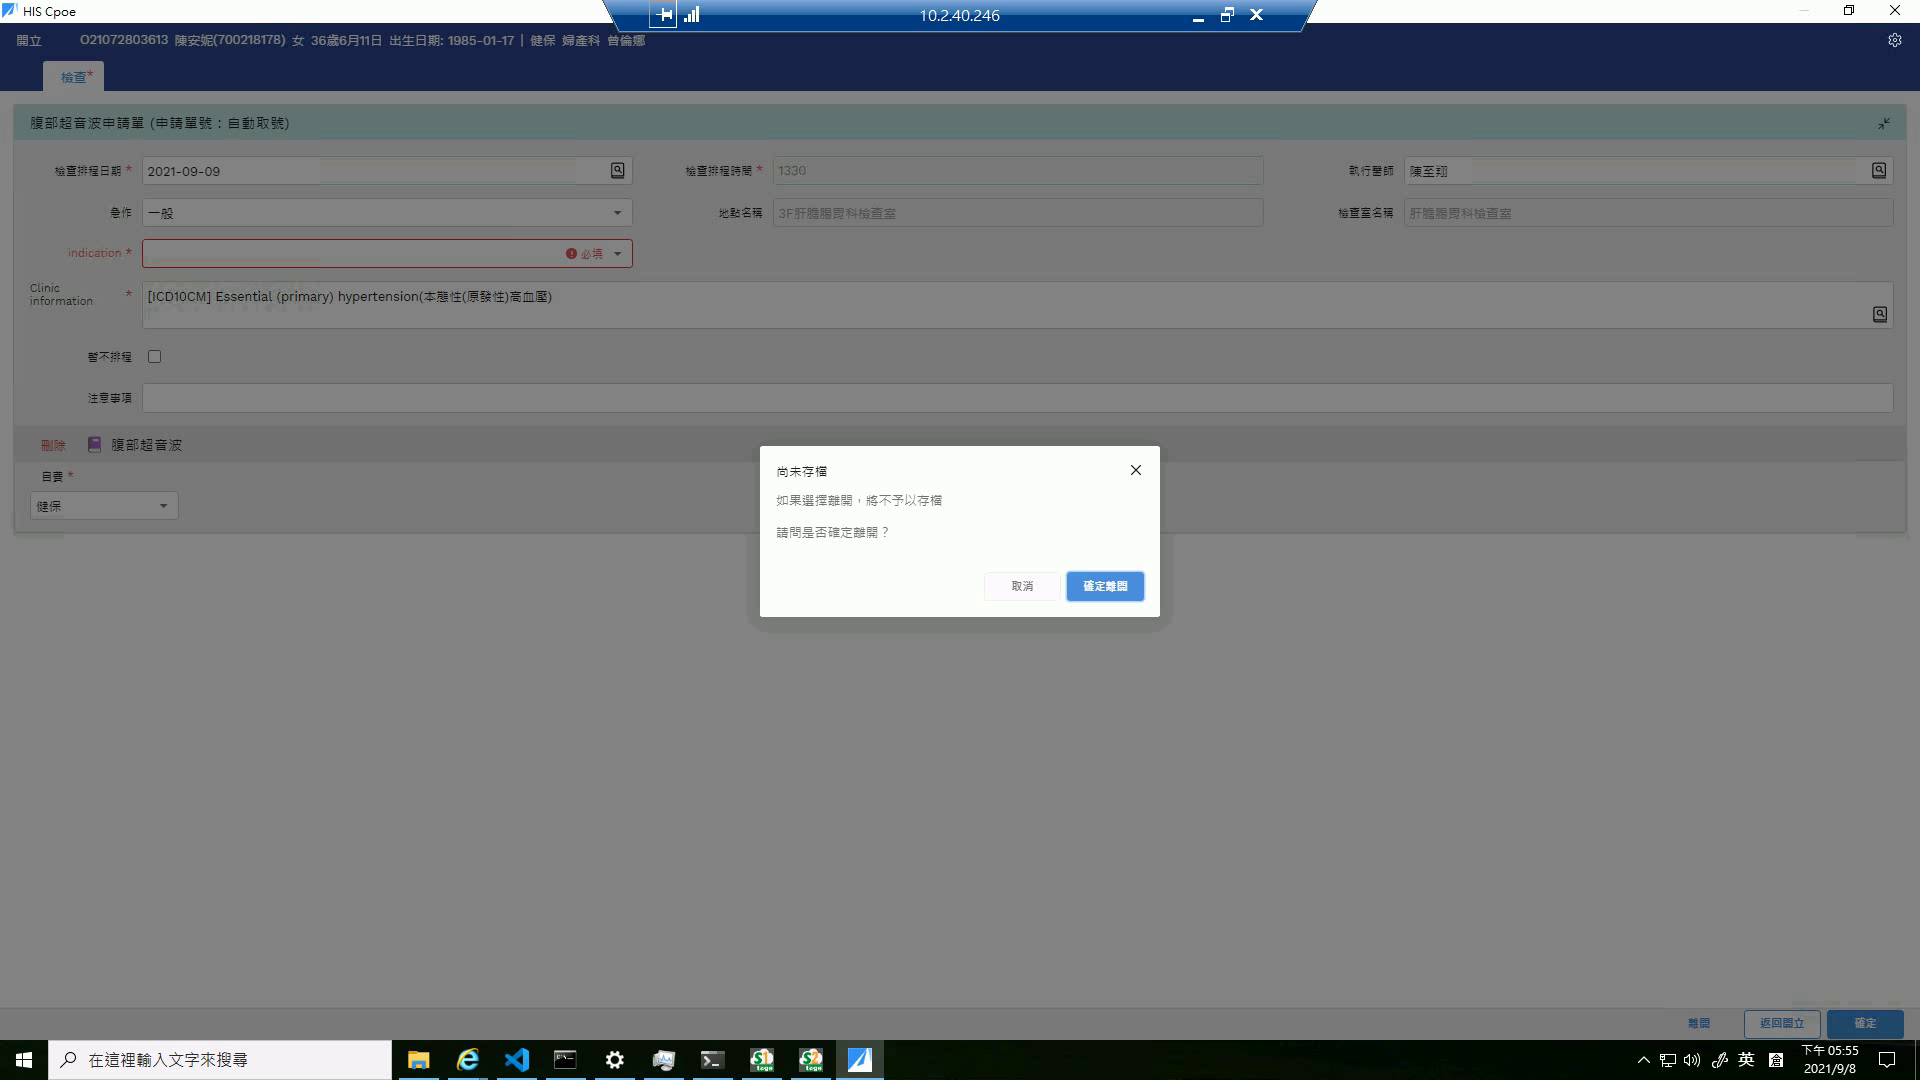 HIS Cpoe
10.2.40.246
開立 O21072803613 陳安妮(700218178) 女 36歲6月11日 出生日期: 1985-01-17 | 健保 婦產科 曾倫娜
檢查*
腹部超音波申請單 (申請單號：自動取號)
檢查排程日期 * 2021-09-09 檢查排程時間 * 1330 執行醫師 陳至翔
急作 一般 地點名稱 3F肝膽腸胃科檢查室 檢查室名稱 肝膽腸胃科檢查室
indication * 必填
Clinic information * [ICD10CM] Essential (primary) hypertension(本態性(原發性)高血壓)
暫不排程
注意事項
刪除 腹部超音波
自費 *
健保
尚未存檔
如果選擇離開，將不予以存檔
請問是否確定離開？
取消 確定離開
離開 返回開立 確定
在這裡輸入文字來搜尋
S1
toga
S2
toga
英 倉
下午 05:55
2021/9/8